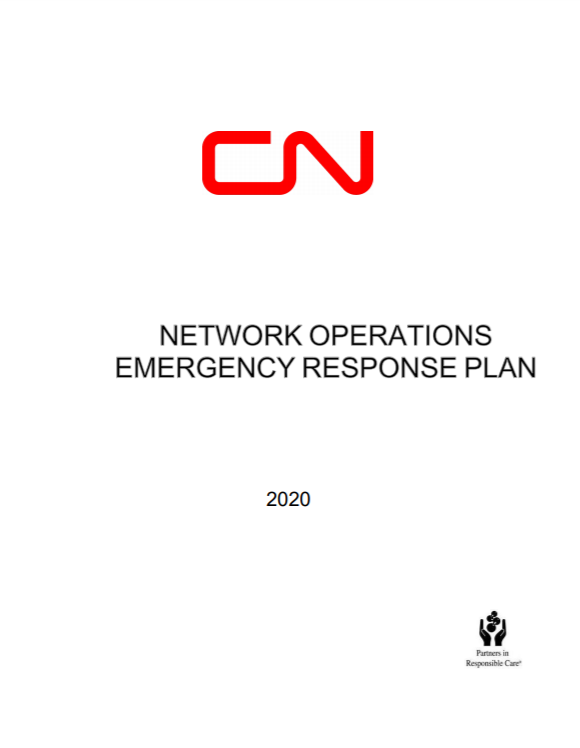 CN
NETWORK OPERATIONS
EMERGENCY RESPONSE PLAN
2020
Partners in
Responsible Care®